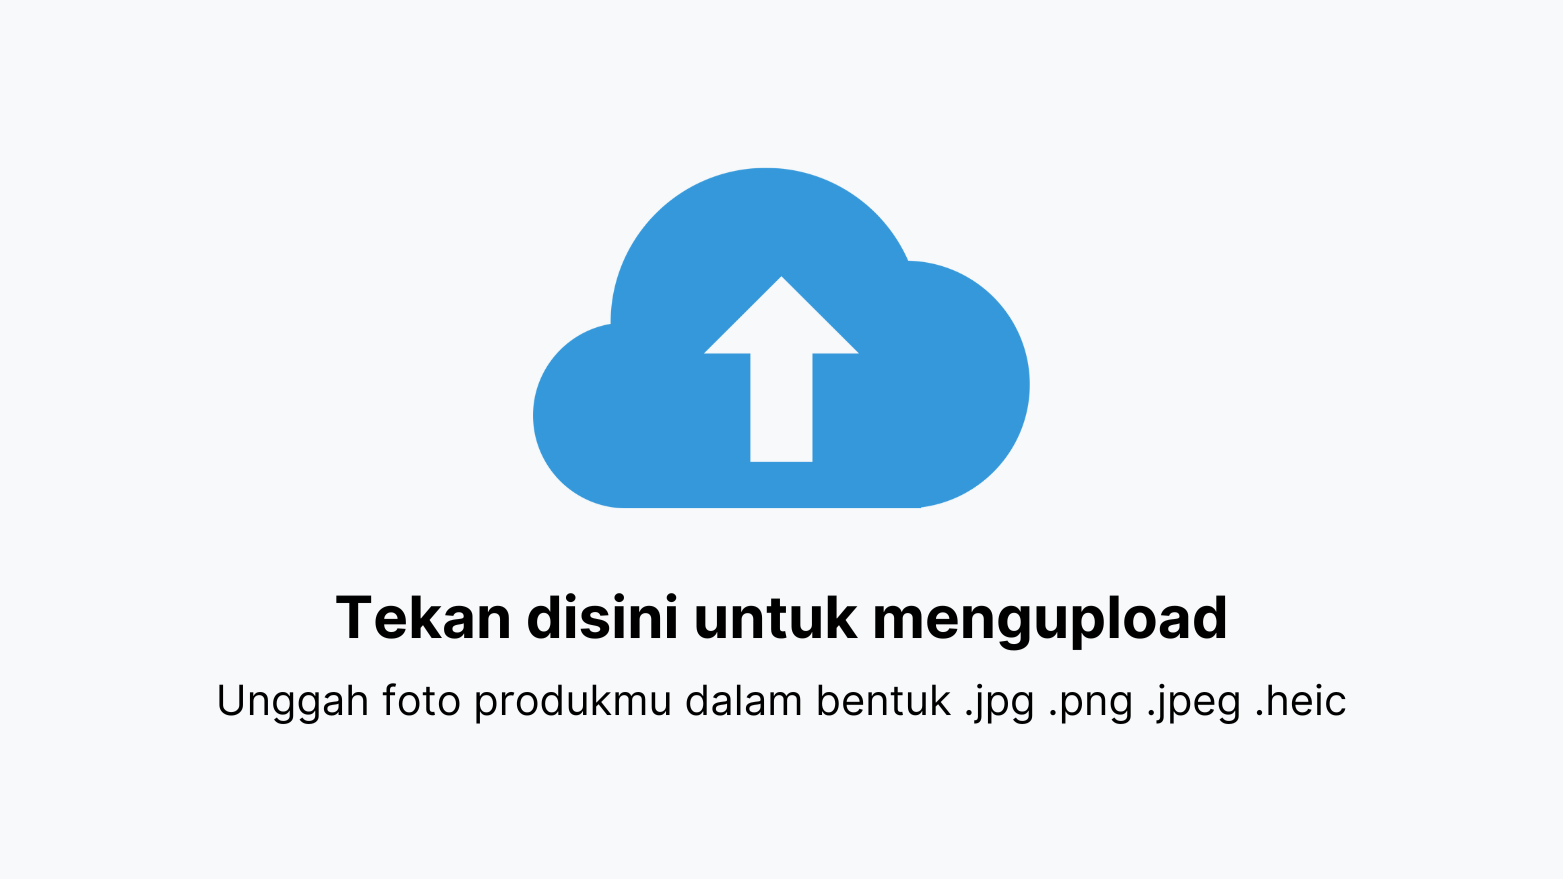 Tekan disini untuk mengupload
Unggah foto produkmu dalam bentuk .jpg .png .jpeg .heic